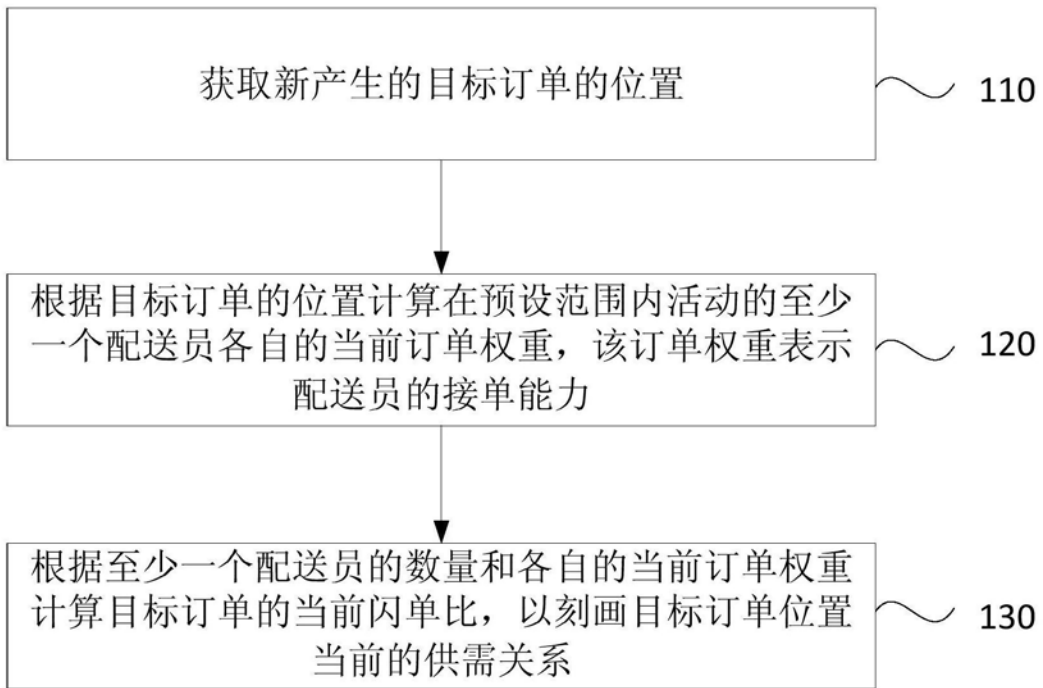 获取新产生的目标订单的位置
110
根据目标订单的位置计算在预设范围内活动的至少
一个配送员各自的当前订单权重，该订单权重表示
配送员的接单能力
120
根据至少一个配送员的数量和各自的当前订单权重
计算目标订单的当前闪单比，以刻画目标订单位置
当前的供需关系
130